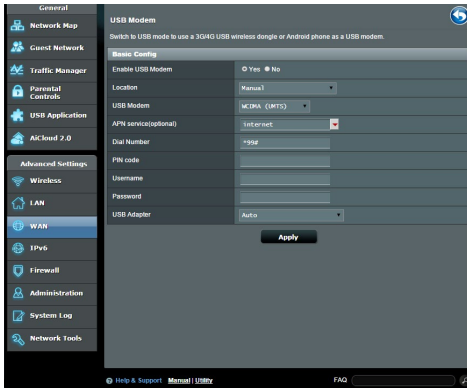 General
Network Map
Guest Network
Traffic Manager
Parental
Controls
USB Application
AiCloud 2.0
Advanced Settings
Wireless
LAN
WAN
IPv6
Firewall
Administration
System Log
Network Tools
USB Modem
Switch to USB mode to use a 3G/4G USB wireless dongle or Android phone as a USB modem.
Basic Config
Enable USB Modem Yes No
Location Manual
USB Modem WCDMA (UMTS)
APN service(optional) internet
Dial Number *99#
PIN code
Username
Password
USB Adapter Auto
Apply
Help & Support Manual | Utility FAQ